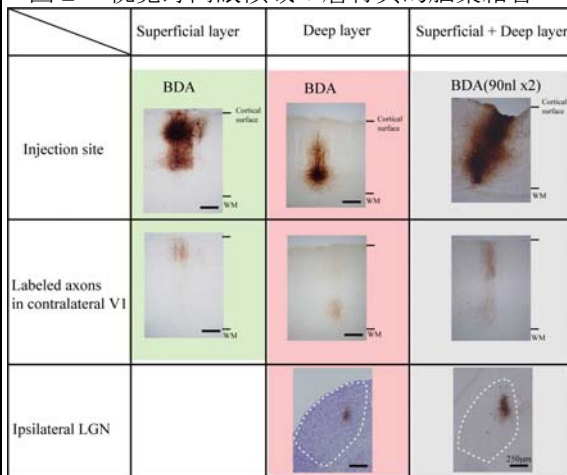 Superficial layer
Deep layer
Superficial + Deep layer
BDA
BDA
BDA(90nl x2)
Injection site
Cortical
surface
WM
Cortical
surface
WM
Cortical
surface
WM
Labeled axons
in contralateral V1
WM
WM
WM
Ipsilateral LGN
250μm